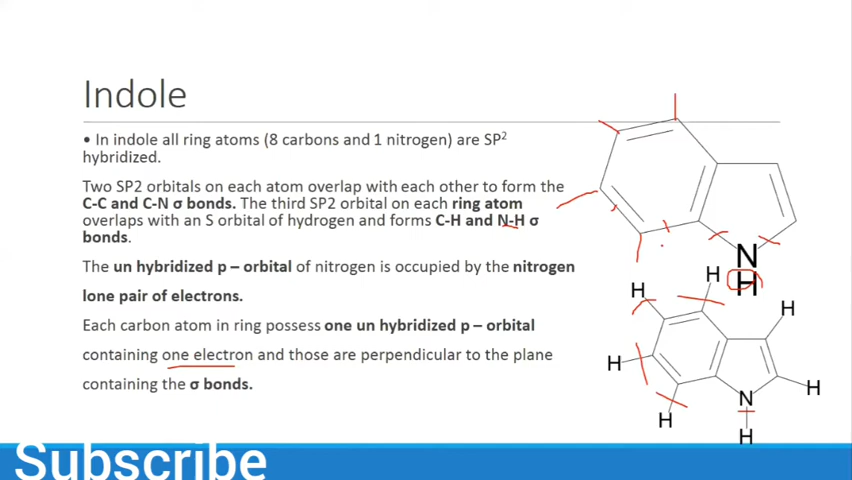 Indole
• In indole all ring atoms (8 carbons and 1 nitrogen) are SP²
hybridized.
Two SP2 orbitals on each atom overlap with each other to form the
C-C and C-N σ bonds. The third SP2 orbital on each ring atom
overlaps with an S orbital of hydrogen and forms C-H and N-H σ
bonds.
The un hybridized p – orbital of nitrogen is occupied by the nitrogen
lone pair of electrons.
Each carbon atom in ring possess one un hybridized p – orbital
containing one electron and those are perpendicular to the plane
containing the σ bonds.
N
H
H
H
H
H
H
H
N
H
Subscribe